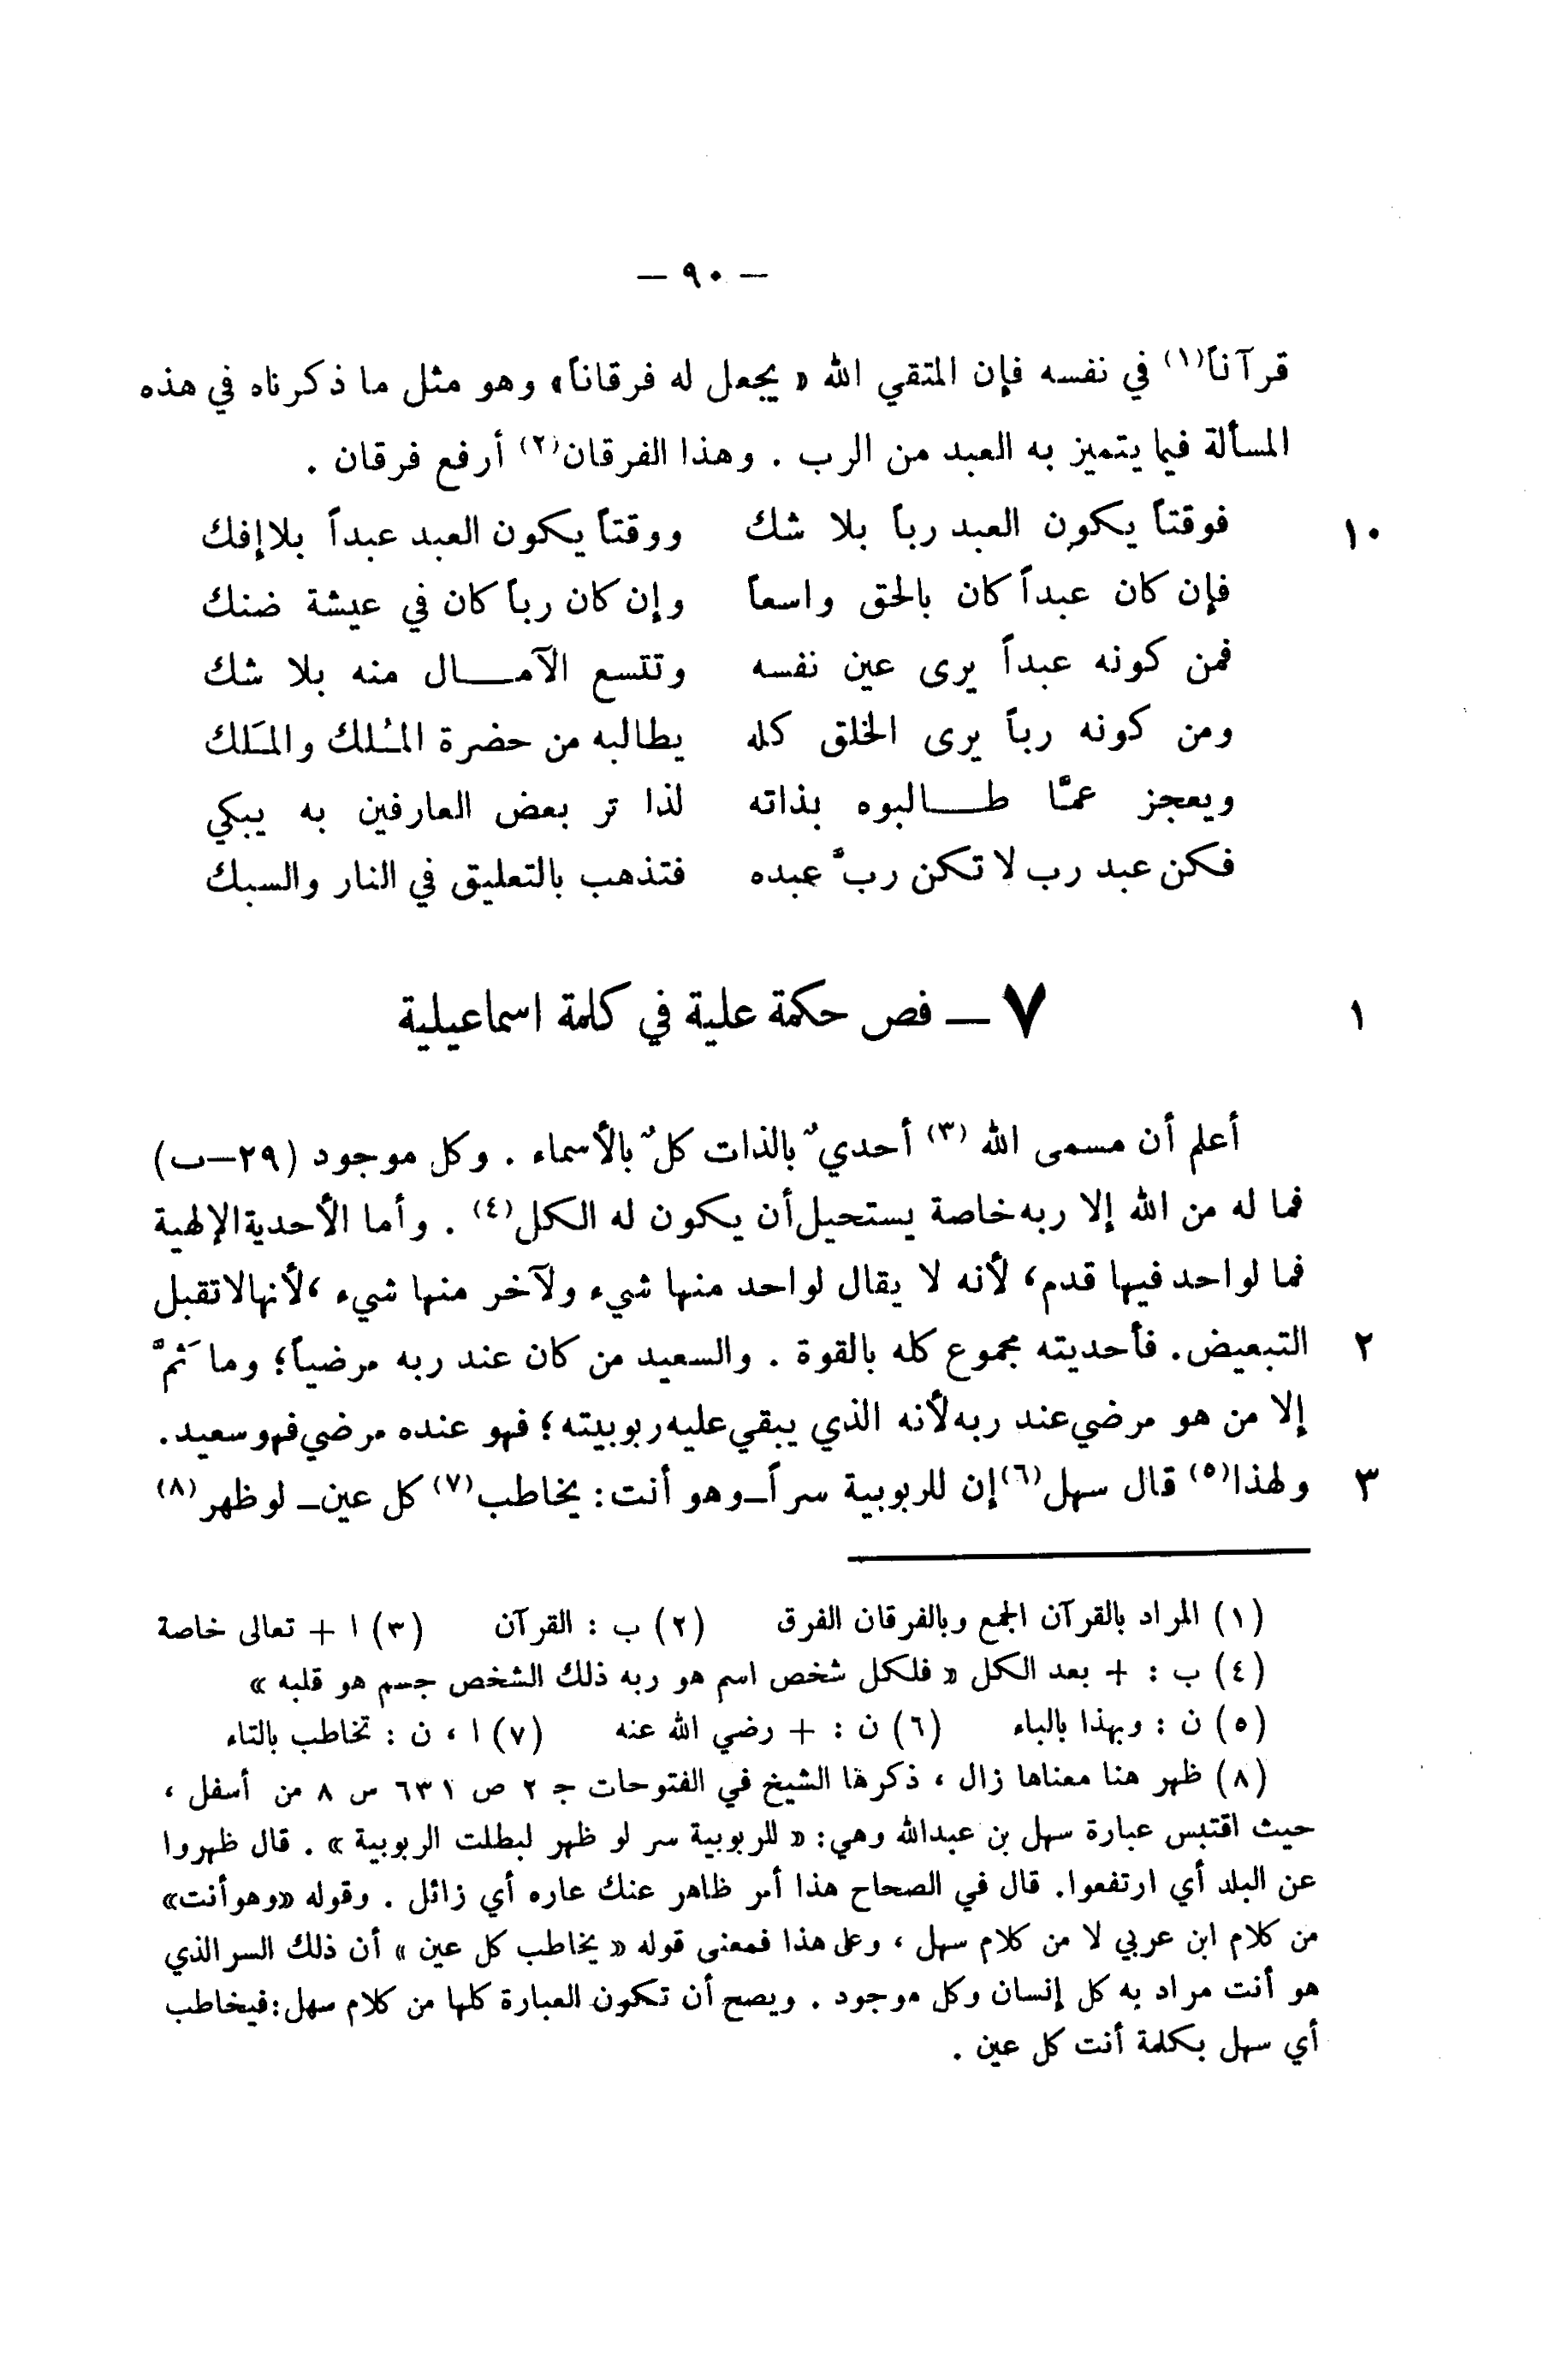 — ٩٠ —
قرآناً(١) في نفسه فإن المتقي الله « يجعل له فرقاناً» وهو مثل ما ذكرناه في هذه
المسألة فيما يتميز به العبد من الرب . وهذا الفرقان(٢) أرفع فرقان .
١٠ فوقتاً يكون العبد رباً بلا شك ووقتاً يكون العبد عبداً بلا إفك
فإن كان عبداً كان بالحق واسعاً وإن كان رباً كان في عيشة ضنك
فمن كونه عبداً يرى عين نفسه وتتسع الآمـــال منه بلا شك
ومن كونه رباً يرى الخلق كله يطالبه من حضرة المُلك والمَلك
ويعجز عمَّا طـــالبوه بذاته لذا تر بعض العارفين به يبكي
فكن عبد رب لا تكن ربَّ عبده فتذهب بالتعليق في النار والسبك
١ ٧ — فص حكمة علية في كلمة اسماعيلية
أعلم أن مسمى الله (٣) أحديٌ بالذات كلٌ بالأسماء . وكل موجود (٢٩–ب)
فما له من الله إلا ربه خاصة يستحيل أن يكون له الكل(٤) . وأما الأحدية الإلهية
فما لواحد فيها قدم، لأنه لا يقال لواحد منها شيء ولآخر منها شيء ، لأنها لا تقبل
٢ التبعيض. فأحديته مجموع كله بالقوة . والسعيد من كان عند ربه مرضياً؛ وما ثَمَّ
إلا من هو مرضي عند ربه لأنه الذي يبقي عليه ربوبيته ؛ فهو عنده مرضي فهو سعيد.
٣ ولهذا(٥) قال سهل(٦) إن للربوبية سراً–وهو أنت: يخاطب(٧) كل عين– لو ظهر(٨)
(١) المراد بالقرآن الجمع وبالفرقان الفرق (٢) ب : القرآن (٣) ا + تعالى خاصة
(٤) ب : + بعد الكل « فلكل شخص اسم هو ربه ذلك الشخص جسم هو قلبه »
(٥) ن : وبهذا بالباء (٦) ن : + رضي الله عنه (٧) ا ، ن : تخاطب بالتاء
(٨) ظهر هنا معناها زال ، ذكرها الشيخ في الفتوحات ج ٢ ص ٦٣١ س ٨ من أسفل ،
حيث اقتبس عبارة سهل بن عبدالله وهي: « للربوبية سر لو ظهر لبطلت الربوبية » . قال ظهروا
عن البلد أي ارتفعوا. قال في الصحاح هذا أمر ظاهر عنك عاره أي زائل . وقوله «وهو أنت»
من كلام ابن عربي لا من كلام سهل ، وعلى هذا فمعنى قوله « يخاطب كل عين » أن ذلك السر الذي
هو أنت مراد به كل إنسان وكل موجود . ويصح أن تكون العبارة كلها من كلام سهل: فيخاطب
أي سهل بكلمة أنت كل عين .